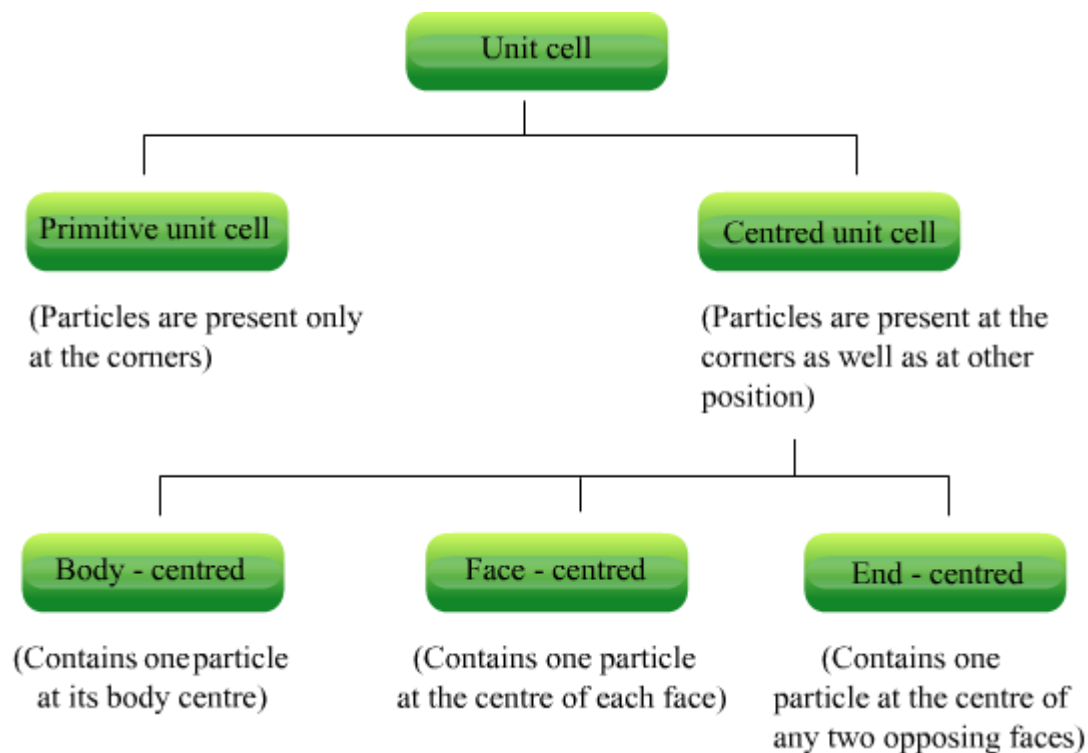 Unit cell
Primitive unit cell
Centred unit cell
(Particles are present only
at the corners)
(Particles are present at the
corners as well as at other
position)
Body - centred
Face - centred
End - centred
(Contains one particle
at its body centre)
(Contains one particle
at the centre of each face)
(Contains one
particle at the centre of
any two opposing faces)